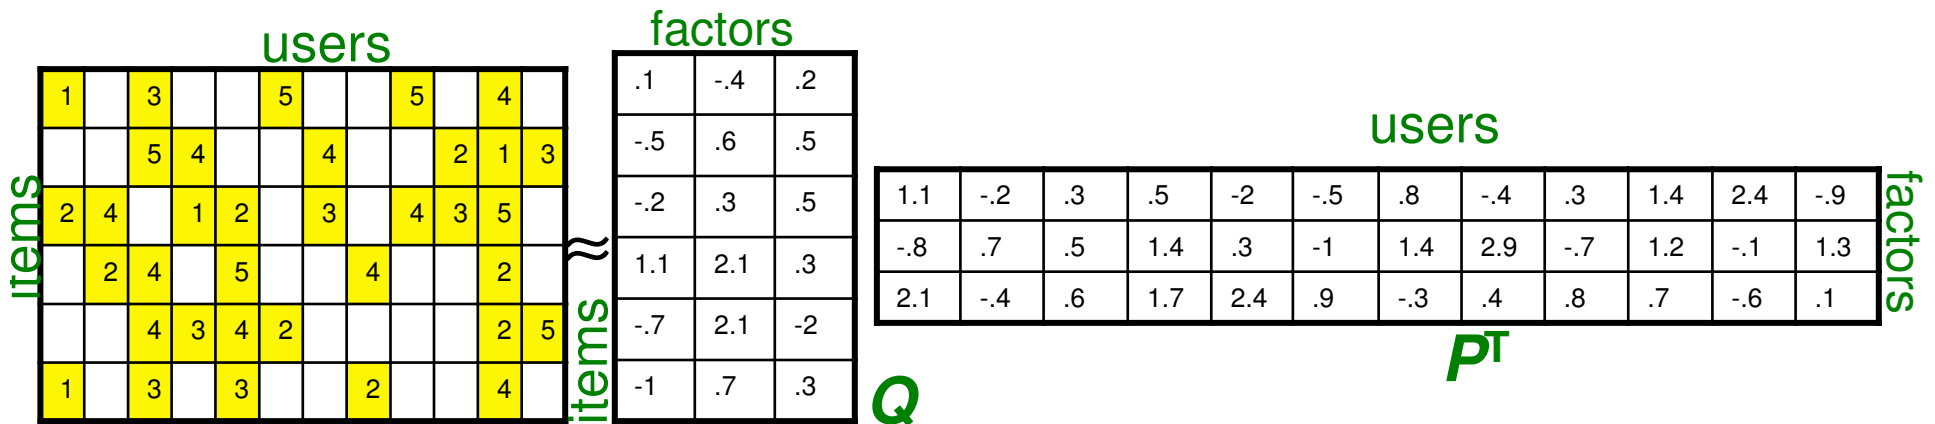 users
1 3 5 5 4
5 4 4 2 1 3
2 4 1 2 3 4 3 5
2 4 5 4 2
4 3 4 2 2 5
1 3 3 2 4
items
≈
factors
.1 -.4 .2
-.5 .6 .5
-.2 .3 .5
1.1 2.1 .3
-.7 2.1 -2
-1 .7 .3
items
Q
users
1.1 -.2 .3 .5 -2 -.5 .8 -.4 .3 1.4 2.4 -.9
-.8 .7 .5 1.4 .3 -1 1.4 2.9 -.7 1.2 -.1 1.3
2.1 -.4 .6 1.7 2.4 .9 -.3 .4 .8 .7 -.6 .1
factors
PT